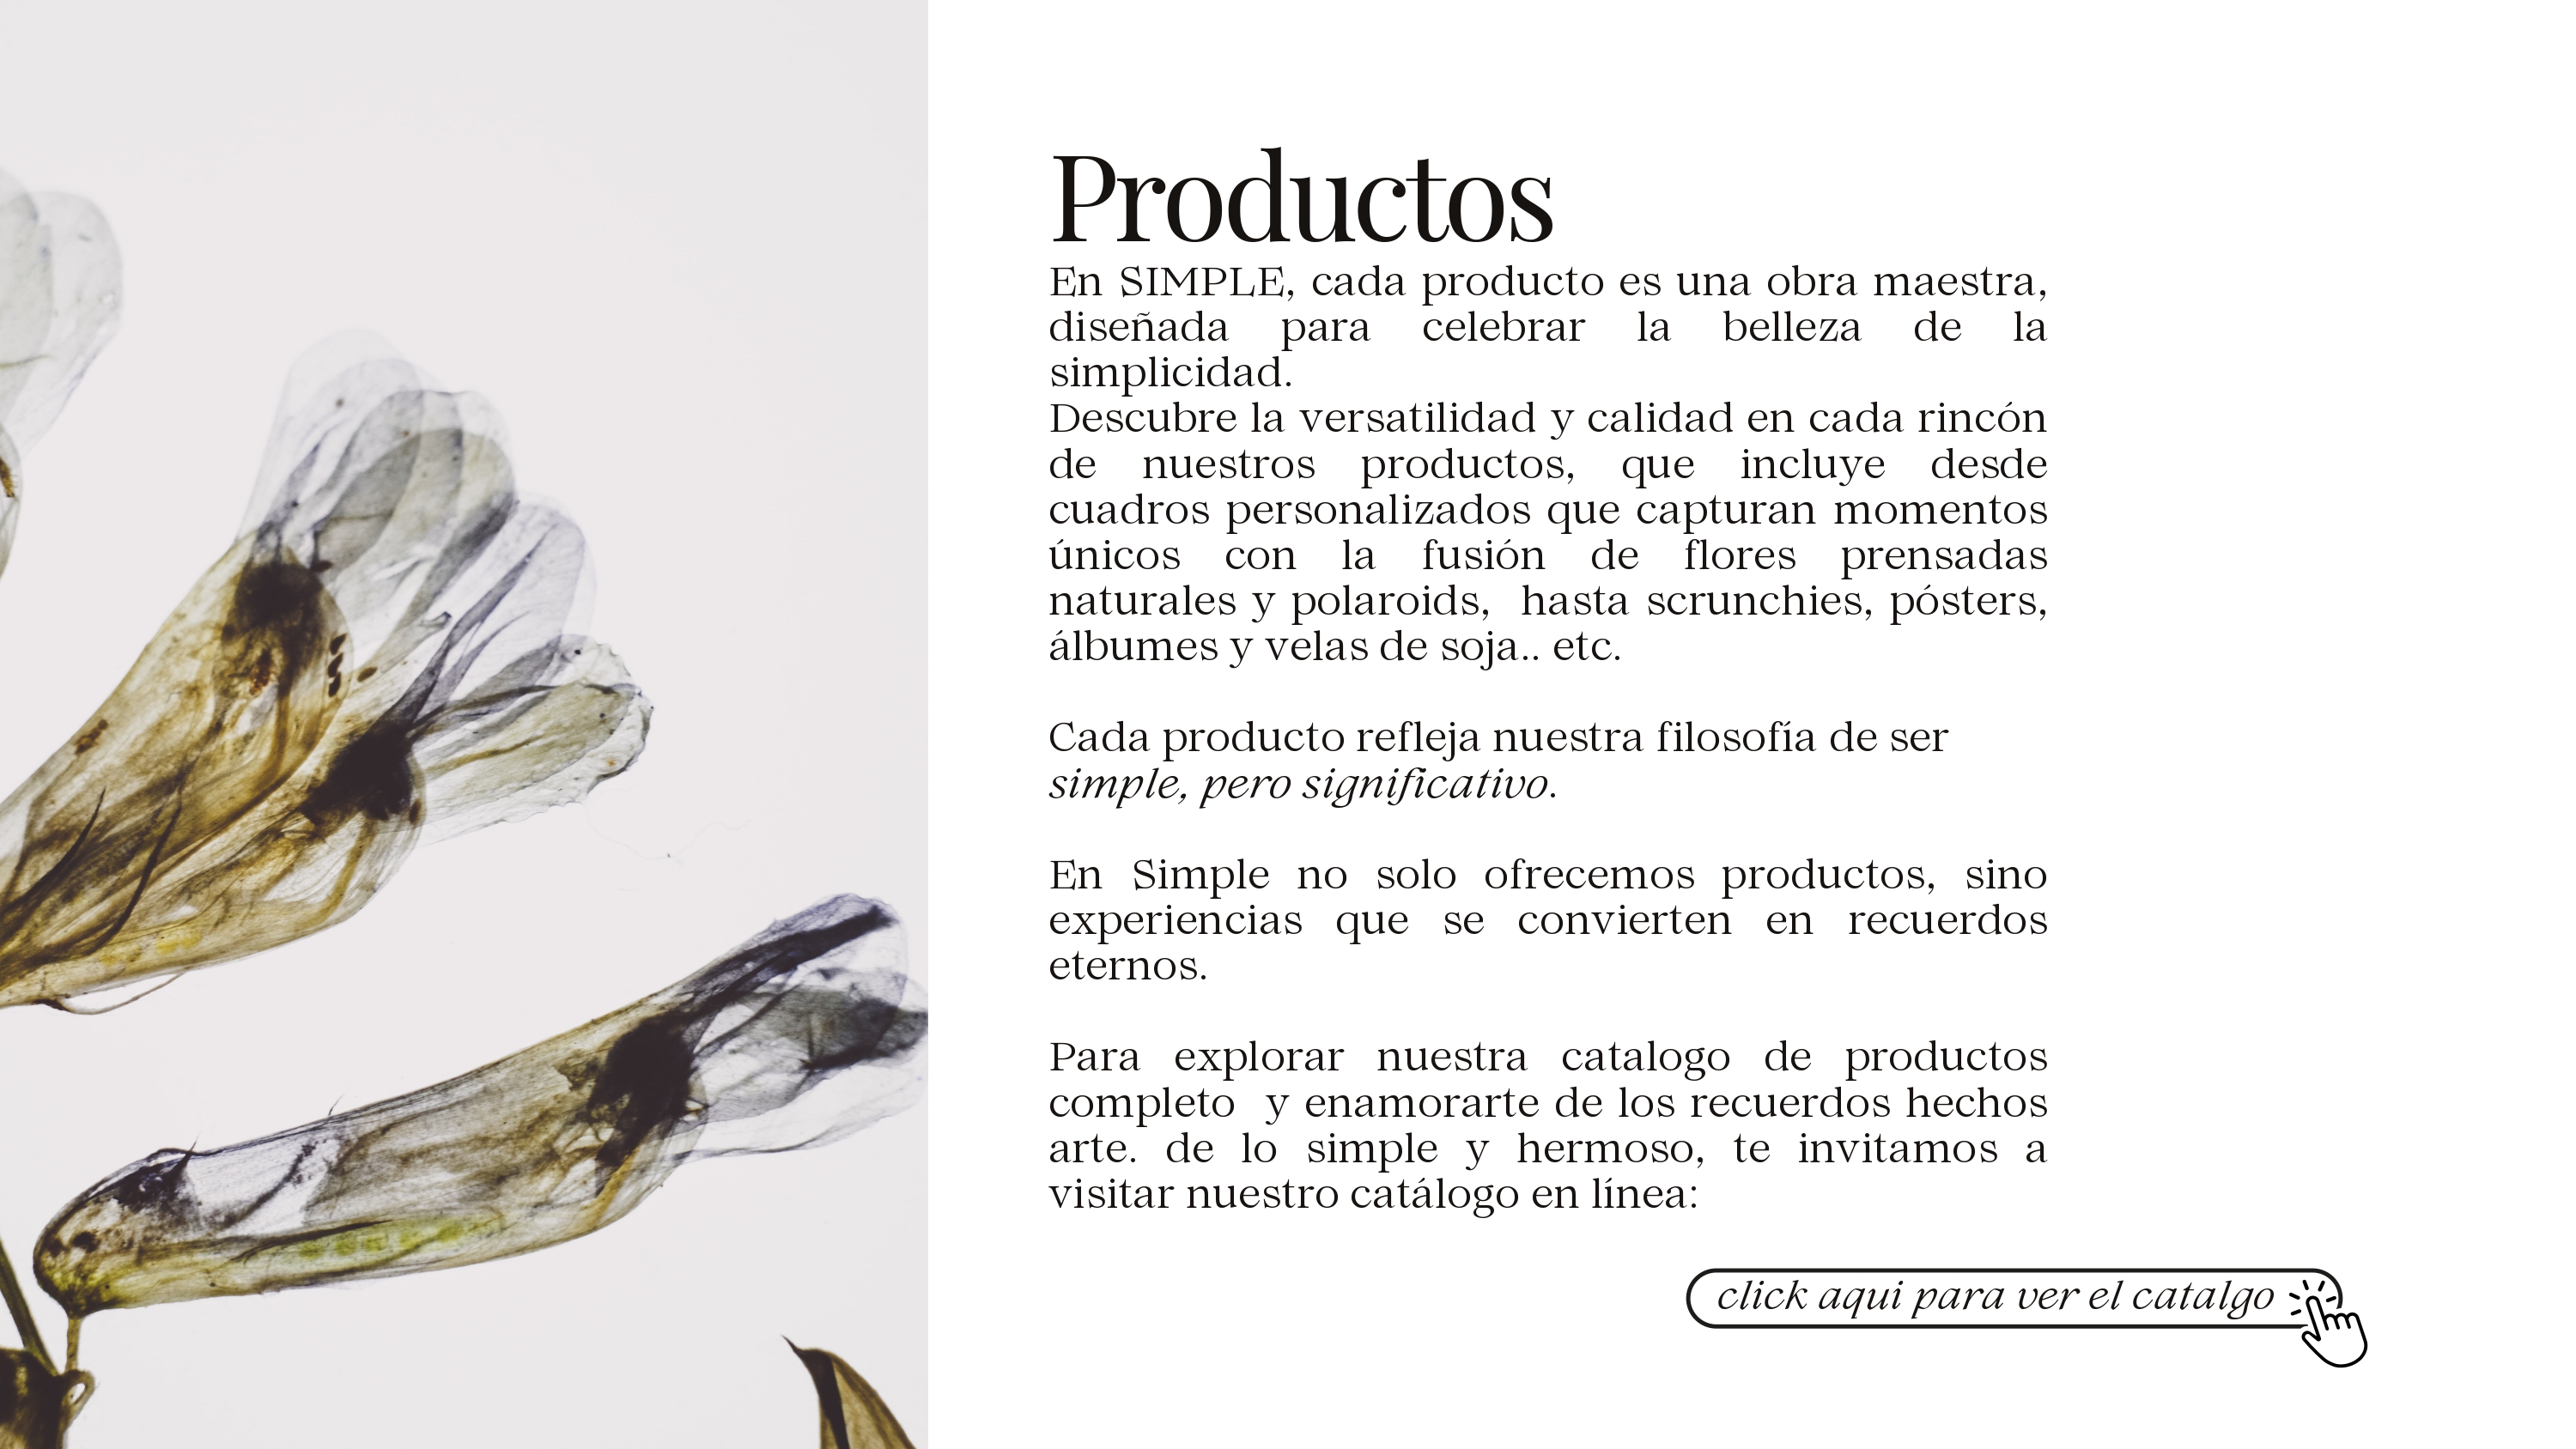 Productos
En SIMPLE, cada producto es una obra maestra,
diseñada para celebrar la belleza de la
simplicidad.
Descubre la versatilidad y calidad en cada rincón
de nuestros productos, que incluye desde
cuadros personalizados que capturan momentos
únicos con la fusión de flores prensadas
naturales y polaroids, hasta scrunchies, pósters,
álbumes y velas de soja.. etc.
Cada producto refleja nuestra filosofía de ser
simple, pero significativo.
En Simple no solo ofrecemos productos, sino
experiencias que se convierten en recuerdos
eternos.
Para explorar nuestra catalogo de productos
completo y enamorarte de los recuerdos hechos
arte. de lo simple y hermoso, te invitamos a
visitar nuestro catálogo en línea:
click aqui para ver el catalgo